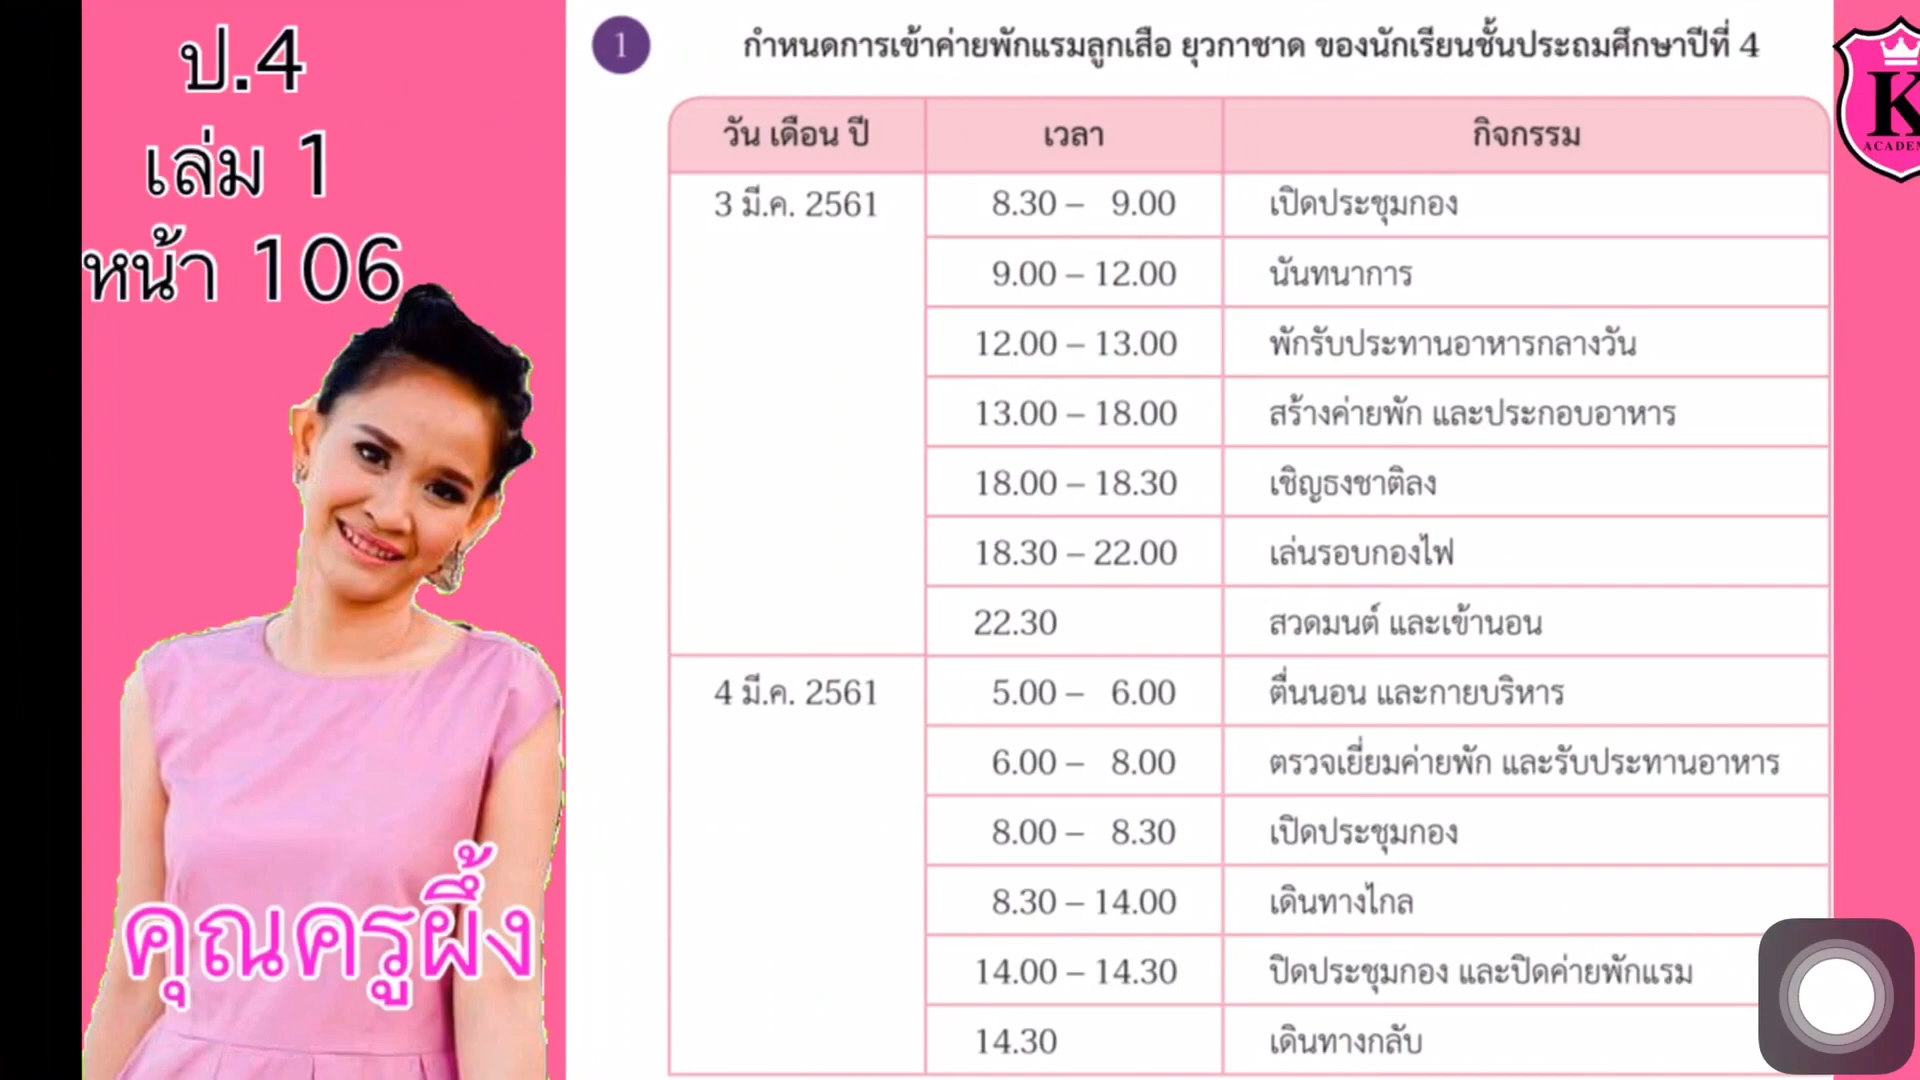 ป.4
เล่ม 1
หน้า 106
คุณครูผึ้ง
1 กำหนดการเข้าค่ายพักแรมลูกเสือ ยุวกาชาด ของนักเรียนชั้นประถมศึกษาปีที่ 4
วัน เดือน ปี เวลา กิจกรรม
3 มี.ค. 2561 8.30 – 9.00 เปิดประชุมกอง
9.00 – 12.00 นันทนาการ
12.00 – 13.00 พักรับประทานอาหารกลางวัน
13.00 – 18.00 สร้างค่ายพัก และประกอบอาหาร
18.00 – 18.30 เชิญธงชาติลง
18.30 – 22.00 เล่นรอบกองไฟ
22.30 สวดมนต์ และเข้านอน
4 มี.ค. 2561 5.00 – 6.00 ตื่นนอน และกายบริหาร
6.00 – 8.00 ตรวจเยี่ยมค่ายพัก และรับประทานอาหาร
8.00 – 8.30 เปิดประชุมกอง
8.30 – 14.00 เดินทางไกล
14.00 – 14.30 ปิดประชุมกอง และปิดค่ายพักแรม
14.30 เดินทางกลับ
K